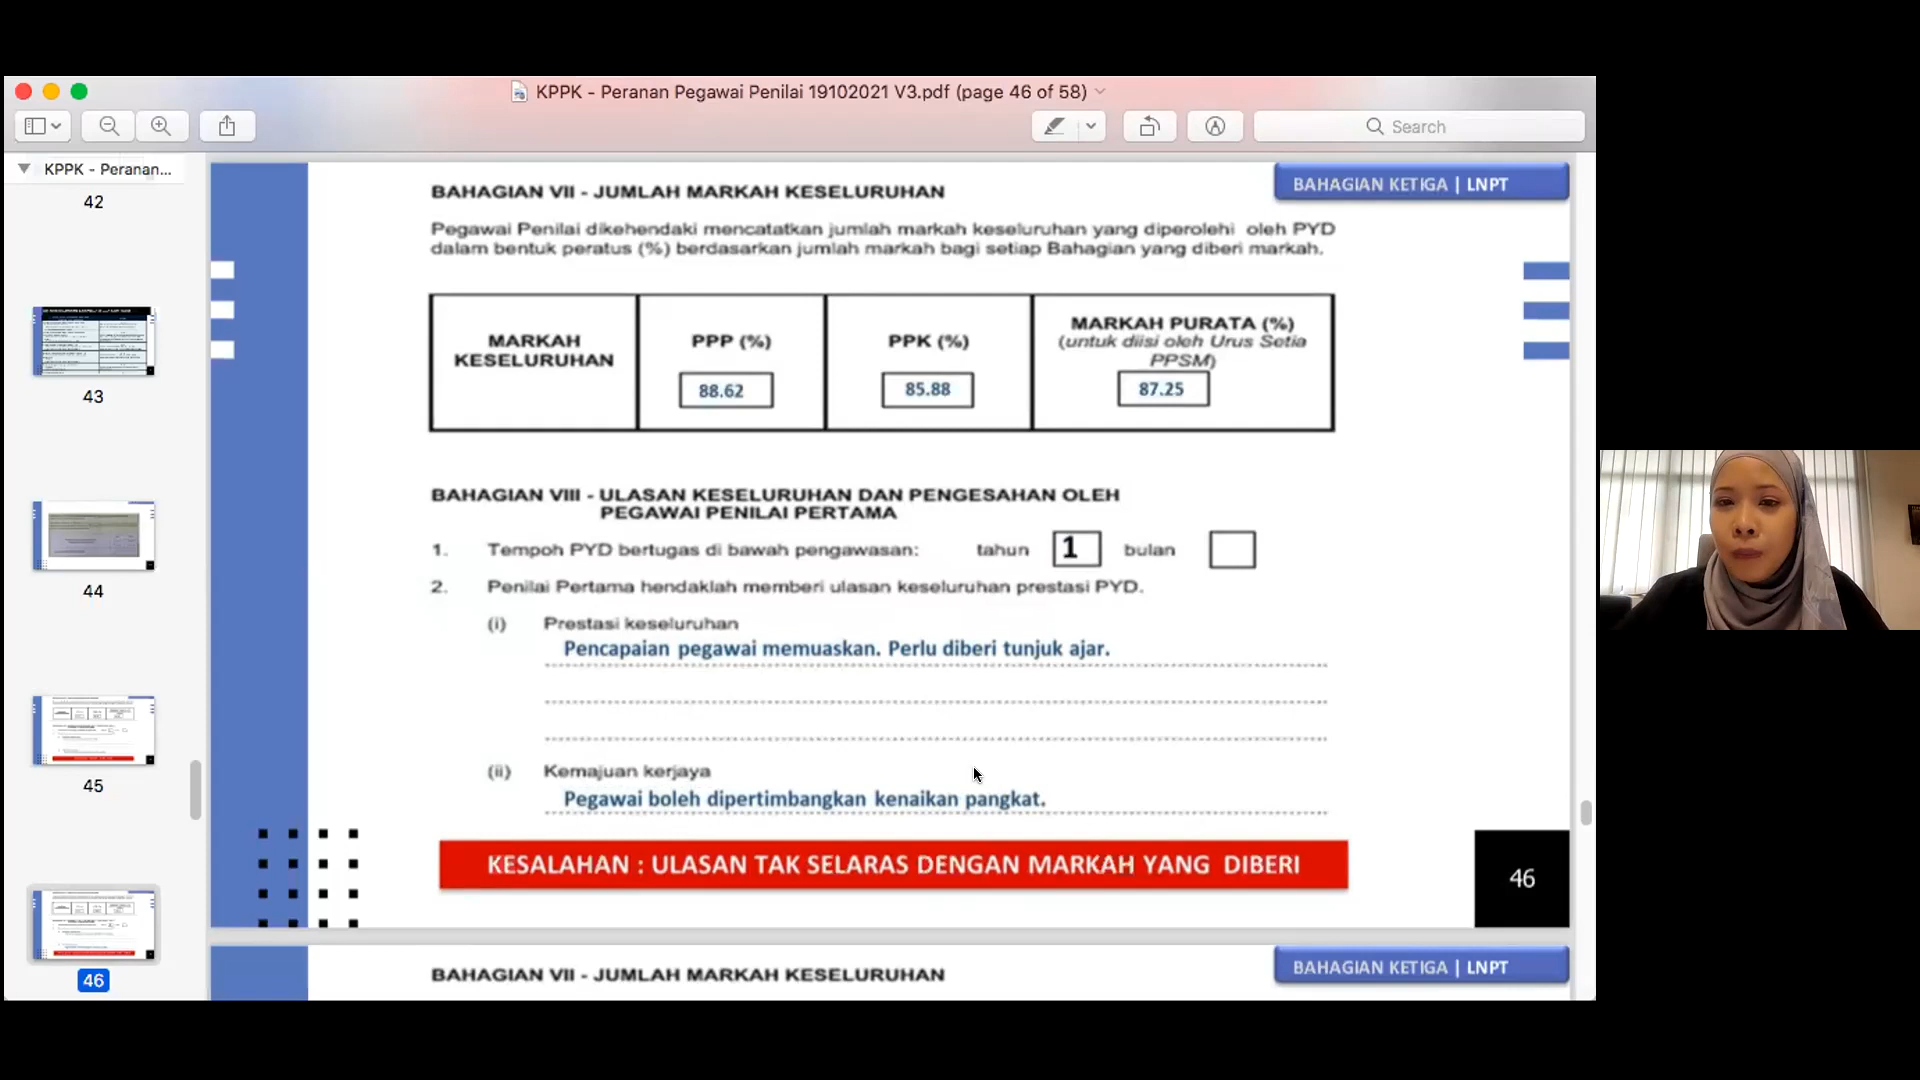 KPPK - Peranan Pegawai Penilai 19102021 V3.pdf (page 46 of 58)
Search
KPPK - Peranan...
42
43
44
45
46
BAHAGIAN KETIGA | LNPT
BAHAGIAN VII - JUMLAH MARKAH KESELURUHAN
Pegawai Penilai dikehendaki mencatatkan jumlah markah keseluruhan yang diperolehi oleh PYD
dalam bentuk peratus (%) berdasarkan jumlah markah bagi setiap Bahagian yang diberi markah.
MARKAH
KESELURUHAN
PPP (%)
88.62
PPK (%)
85.88
MARKAH PURATA (%)
(untuk diisi oleh Urus Setia
PPSM)
87.25
BAHAGIAN VIII - ULASAN KESELURUHAN DAN PENGESAHAN OLEH
PEGAWAI PENILAI PERTAMA
1. Tempoh PYD bertugas di bawah pengawasan: tahun 1 bulan
2. Penilai Pertama hendaklah memberi ulasan keseluruhan prestasi PYD.
(i) Prestasi keseluruhan
Pencapaian pegawai memuaskan. Perlu diberi tunjuk ajar.
(ii) Kemajuan kerjaya
Pegawai boleh dipertimbangkan kenaikan pangkat.
KESALAHAN : ULASAN TAK SELARAS DENGAN MARKAH YANG DIBERI
46
BAHAGIAN KETIGA | LNPT
BAHAGIAN VII - JUMLAH MARKAH KESELURUHAN